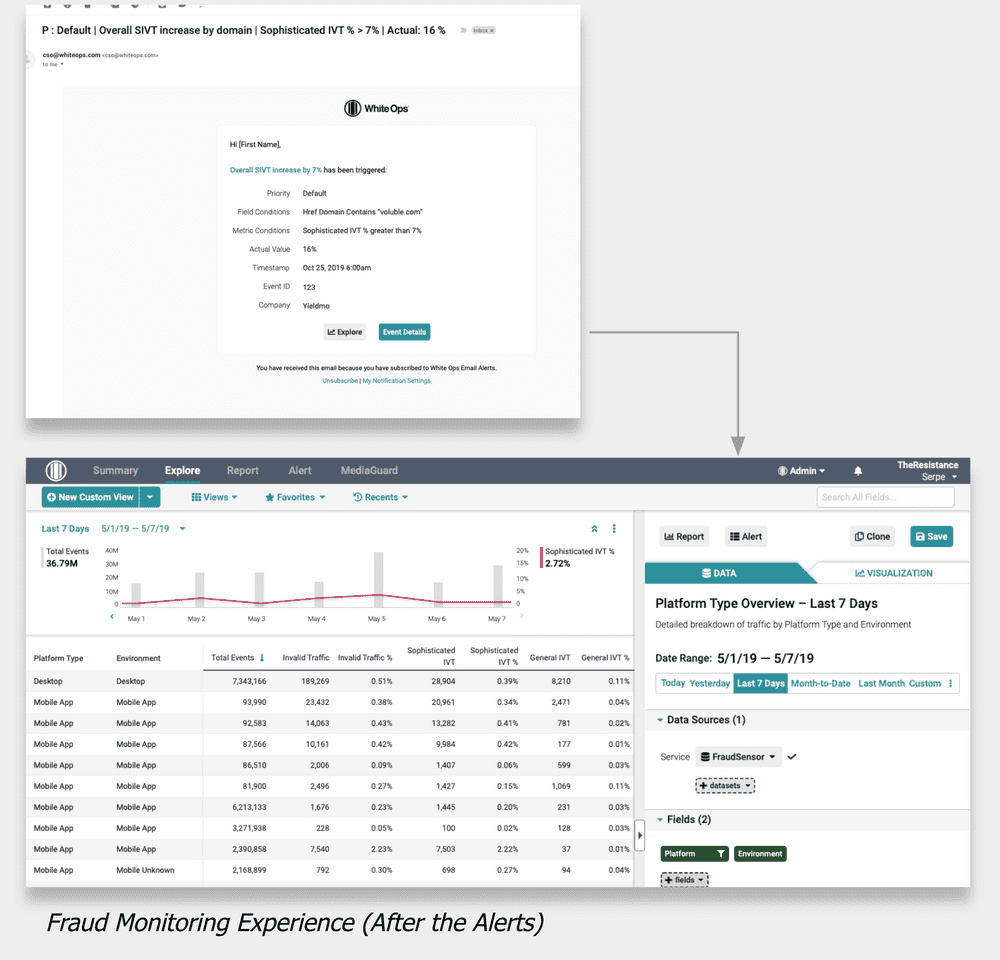 P : Default | Overall SIVT increase by domain | Sophisticated IVT % > 7% | Actual: 16 % Inbox ×
cso@whiteops.com <cso@whiteops.com>
to me
White Ops
Hi [First Name],
Overall SIVT increase by 7% has been triggered:
Priority Default
Field Conditions Href Domain Contains "voluble.com"
Metric Conditions Sophisticated IVT % greater than 7%
Actual Value 16%
Timestamp Oct 25, 2019 6:00am
Event ID 123
Company Yieldmo
Explore Event Details
You have received this email because you have subscribed to White Ops Email Alerts.
Unsubscribe | My Notification Settings
Summary Explore Report Alert MediaGuard Admin TheResistance
Serpe
New Custom View Views Favorites Recents Search All Fields...
Last 7 Days 5/1/19 — 5/7/19
Total Events
36.79M
40M
30M
20M
10M
0
20%
15%
10%
5%
0
Sophisticated IVT %
2.72%
May 1 May 2 May 3 May 4 May 5 May 6 May 7
Platform Type Environment Total Events Invalid Traffic Invalid Traffic % Sophisticated IVT Sophisticated IVT % General IVT General IVT %
Desktop Desktop 7,343,166 189,269 0.51% 28,904 0.39% 8,210 0.11%
Mobile App Mobile App 93,990 23,432 0.38% 20,961 0.34% 2,471 0.04%
Mobile App Mobile App 92,583 14,063 0.43% 13,282 0.41% 781 0.02%
Mobile App Mobile App 87,566 10,161 0.42% 9,984 0.42% 177 0.01%
Mobile App Mobile App 86,510 2,006 0.09% 1,407 0.06% 599 0.03%
Mobile App Mobile App 81,900 2,496 0.27% 1,427 0.15% 1,069 0.11%
Mobile App Mobile App 6,213,133 1,676 0.23% 1,445 0.20% 231 0.03%
Mobile App Mobile App 3,271,938 228 0.05% 100 0.02% 128 0.03%
Mobile App Mobile App 2,390,858 7,540 2.23% 7,503 2.22% 37 0.01%
Mobile App Mobile Unknown 2,168,899 792 0.30% 698 0.27% 94 0.04%
Report Alert Clone Save
DATA VISUALIZATION
Platform Type Overview – Last 7 Days
Detailed breakdown of traffic by Platform Type and Environment
Date Range: 5/1/19 — 5/7/19
Today Yesterday Last 7 Days Month-to-Date Last Month Custom
Data Sources (1)
Service FraudSensor
+ datasets
Fields (2)
Platform Environment
+ fields
Fraud Monitoring Experience (After the Alerts)